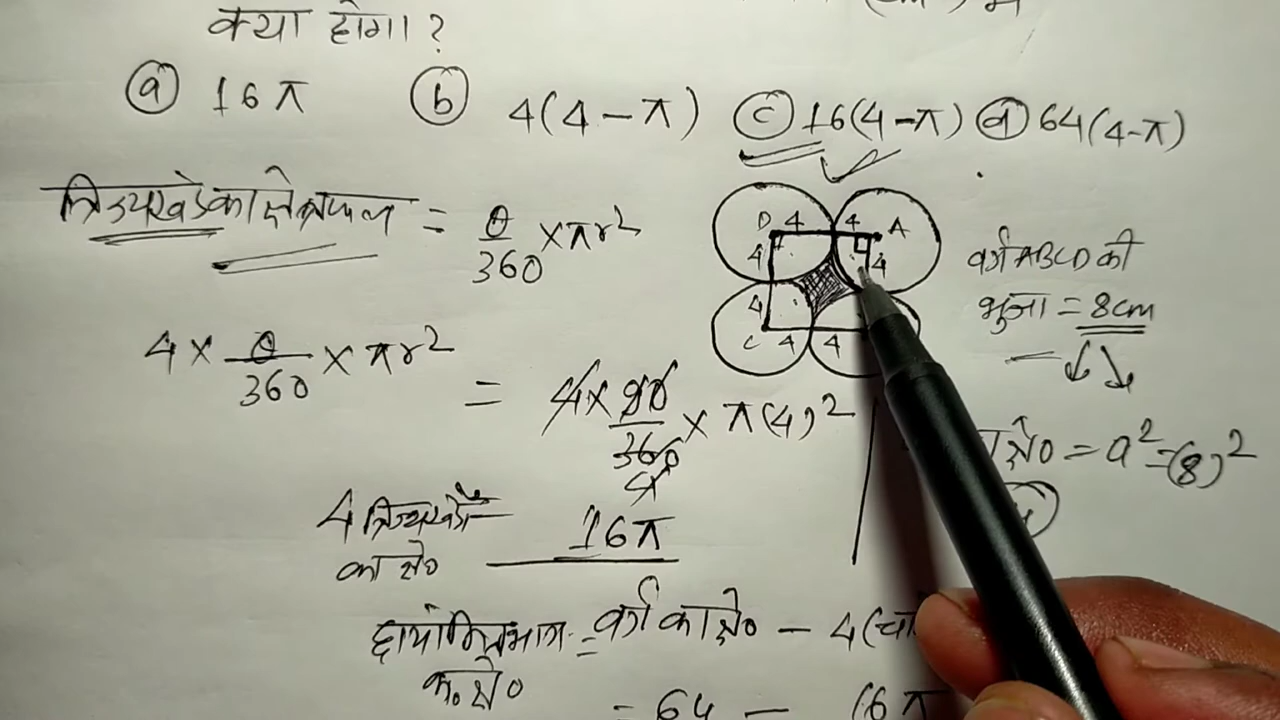 (cm²) में
क्या होगा?
(a) 16π (b) 4(4-π) (c) 16(4-π) (d) 64(4-π)
त्रिज्यखंड का क्षेत्रफल = θ/360 × πr²
D 4 4 A
4 4
4
C 4 4
वर्ग ABCD की
भुजा = 8cm
4 × θ/360 × πr²
= 4 × 90/360 × π(4)²
4
क्षे० = a² = (8)²
4 त्रिज्यखंडों
का क्षे० 16π
छायांकित भाग = वर्ग का क्षे० - 4(
का क्षे०
= 64 - 16π